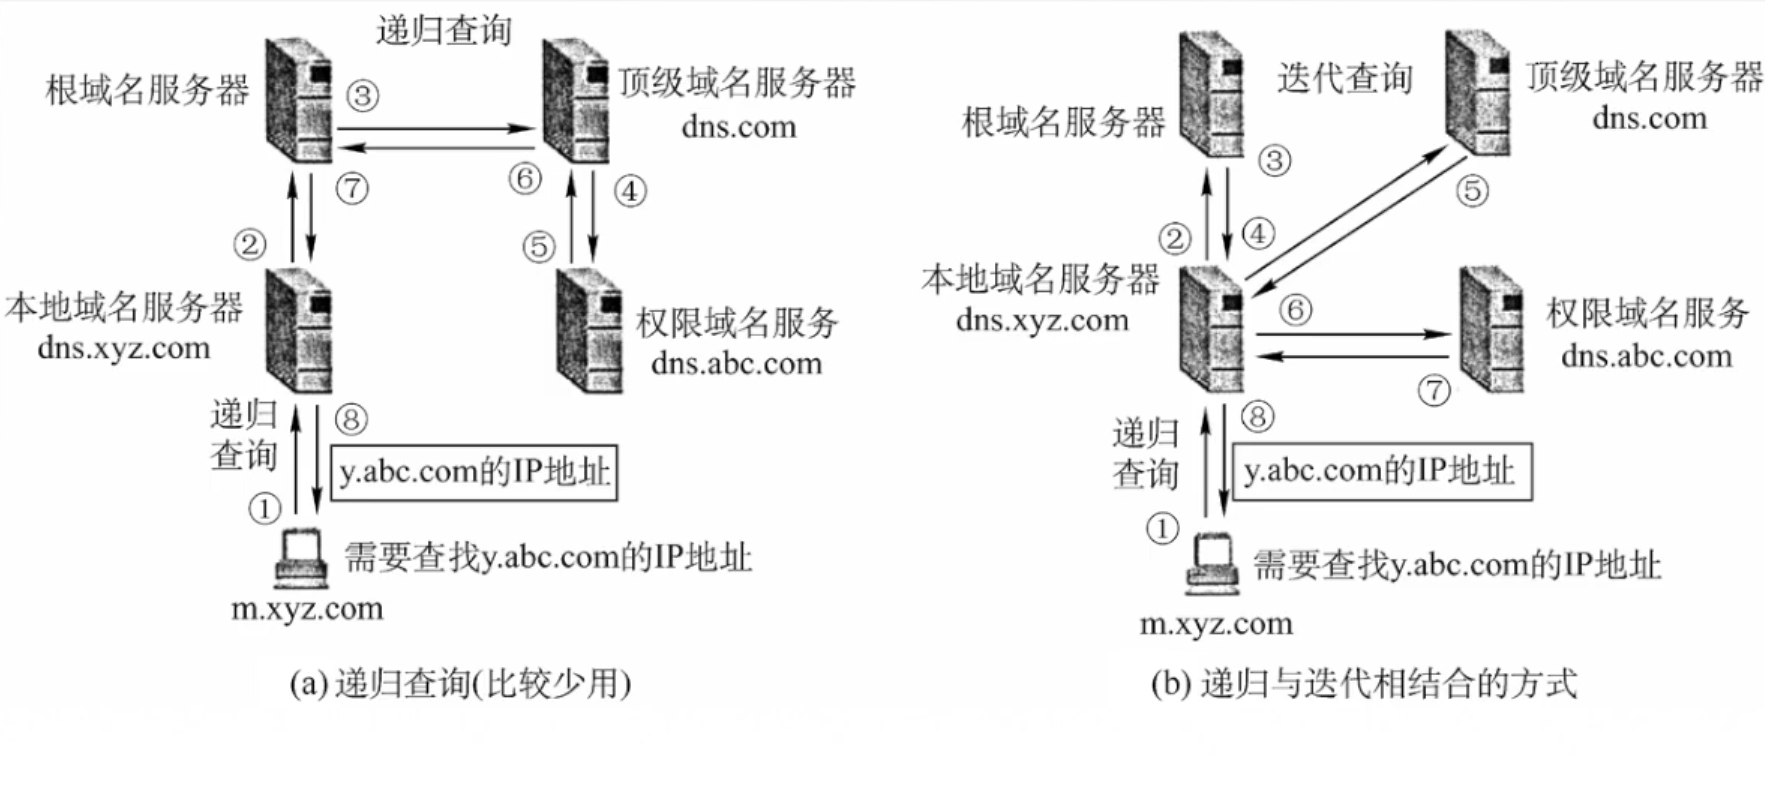 递归查询
根域名服务器
③
顶级域名服务器
dns.com
⑦
⑥
④
②
⑤
本地域名服务器
dns.xyz.com
权限域名服务
dns.abc.com
递归
查询
⑧
y.abc.com的IP地址
①
需要查找y.abc.com的IP地址
m.xyz.com
(a) 递归查询(比较少用)
迭代查询
根域名服务器
顶级域名服务器
dns.com
③
⑤
②
④
本地域名服务器
dns.xyz.com
⑥
权限域名服务
dns.abc.com
⑦
递归
查询
⑧
y.abc.com的IP地址
①
需要查找y.abc.com的IP地址
m.xyz.com
(b) 递归与迭代相结合的方式